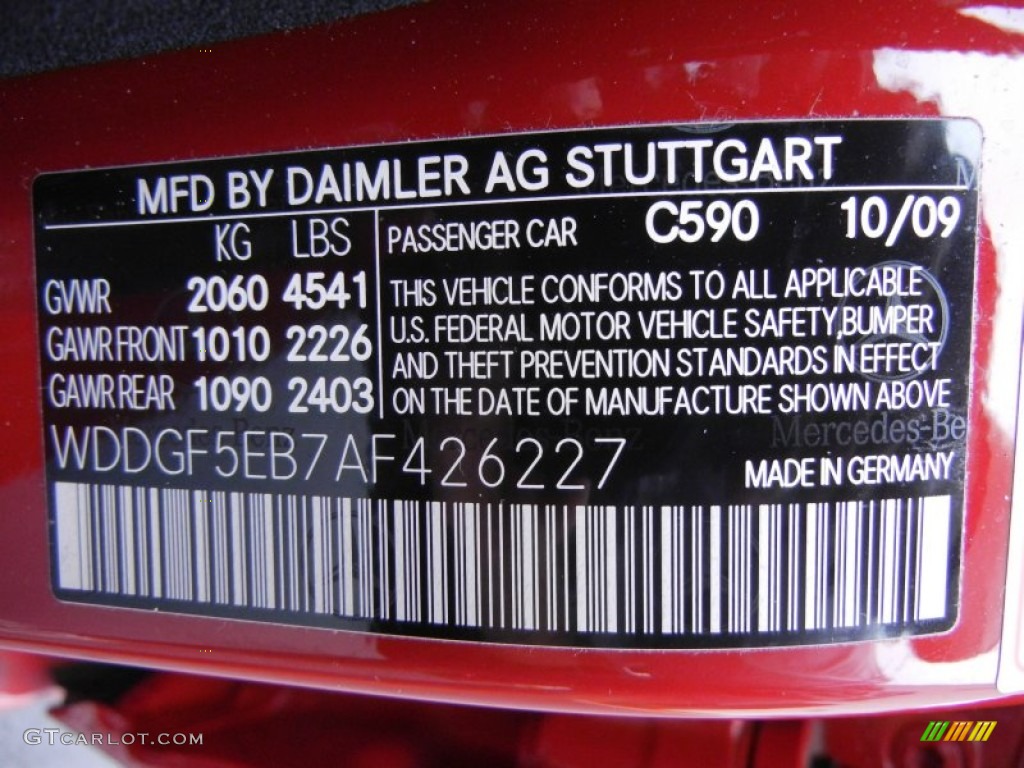 MFD BY DAIMLER AG STUTTGART
KG LBS
GVWR 2060 4541
GAWR FRONT 1010 2226
GAWR REAR 1090 2403
PASSENGER CAR C590 10/09
THIS VEHICLE CONFORMS TO ALL APPLICABLE
U.S. FEDERAL MOTOR VEHICLE SAFETY, BUMPER
AND THEFT PREVENTION STANDARDS IN EFFECT
ON THE DATE OF MANUFACTURE SHOWN ABOVE
Mercedes-Be
WDDGF5EB7AF426227
MADE IN GERMANY
GTCARLOT.COM